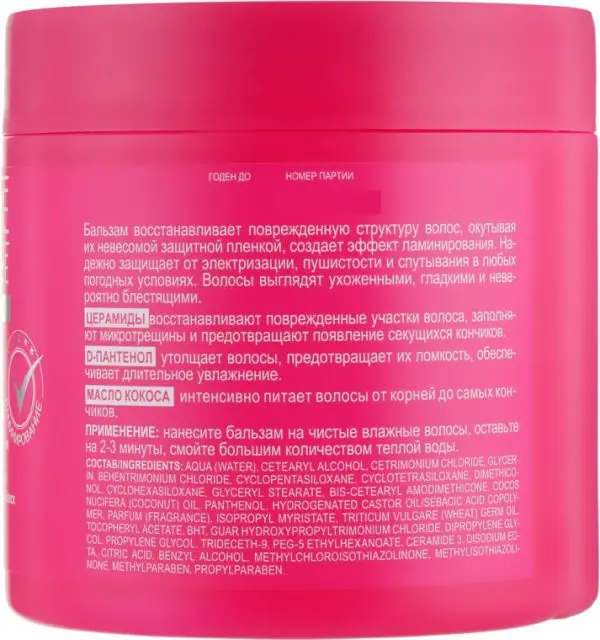 ГОДЕН ДО НОМЕР ПАРТИИ
Бальзам восстанавливает поврежденную структуру волос, окутывая
их невесомой защитной пленкой, создает эффект ламинирования. На-
дежно защищает от электризации, пушистости и спутывания в любых
погодных условиях. Волосы выглядят ухоженными, гладкими и неве-
роятно блестящими.
ЦЕРАМИДЫ восстанавливают поврежденные участки волоса, заполня-
ют микротрещины и предотвращают появление секущихся кончиков.
D-ПАНТЕНОЛ утолщает волосы, предотвращает их ломкость, обеспе-
чивает длительное увлажнение.
МАСЛО КОКОСА интенсивно питает волосы от корней до самых кон-
чиков.
ПРИМЕНЕНИЕ: нанесите бальзам на чистые влажные волосы, оставьте
на 2-3 минуты, смойте большим количеством теплой воды.
СОСТАВ/INGREDIENTS: AQUA (WATER), CETEARYL ALCOHOL, CETRIMONIUM CHLORIDE, GLYCER-
IN, BEHENTRIMONIUM CHLORIDE, CYCLOPENTASILOXANE, CYCLOTETRASILOXANE, DIMETHICO-
NOL, CYCLOHEXASILOXANE, GLYCERYL STEARATE, BIS-CETEARYL AMODIMETHICONE, COCOS
NUCIFERA (COCONUT) OIL, PANTHENOL, HYDROGENATED CASTOR OIL/SEBACIC ACID COPOLY-
MER, PARFUM (FRAGRANCE), ISOPROPYL MYRISTATE, TRITICUM VULGARE (WHEAT) GERM OIL,
TOCOPHERYL ACETATE, BHT, GUAR HYDROXYPROPYLTRIMONIUM CHLORIDE, DIPROPYLENE GLY-
COL, PROPYLENE GLYCOL, TRIDECETH-9, PEG-5 ETHYLHEXANOATE, CERAMIDE 3, DISODIUM ED-
TA, CITRIC ACID, BENZYL ALCOHOL, METHYLCHLOROISOTHIAZOLINONE, METHYLISOTHIAZOLI-
NONE, METHYLPARABEN, PROPYLPARABEN.